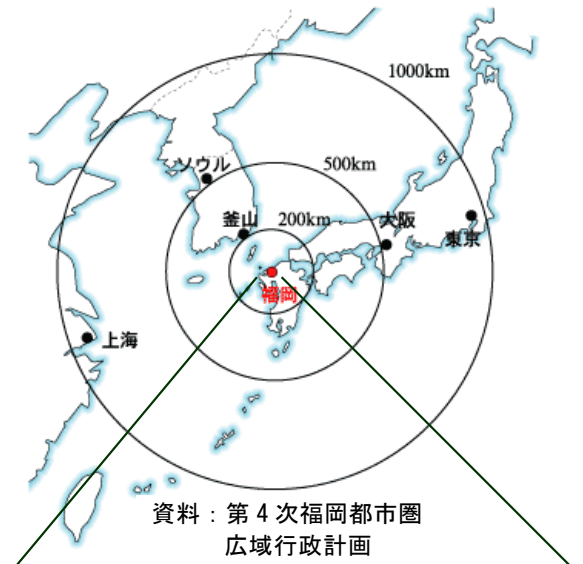 1000km
ソウル
500km
釜山
200km
大阪
東京
福岡
上海
資料：第４次福岡都市圏
広域行政計画